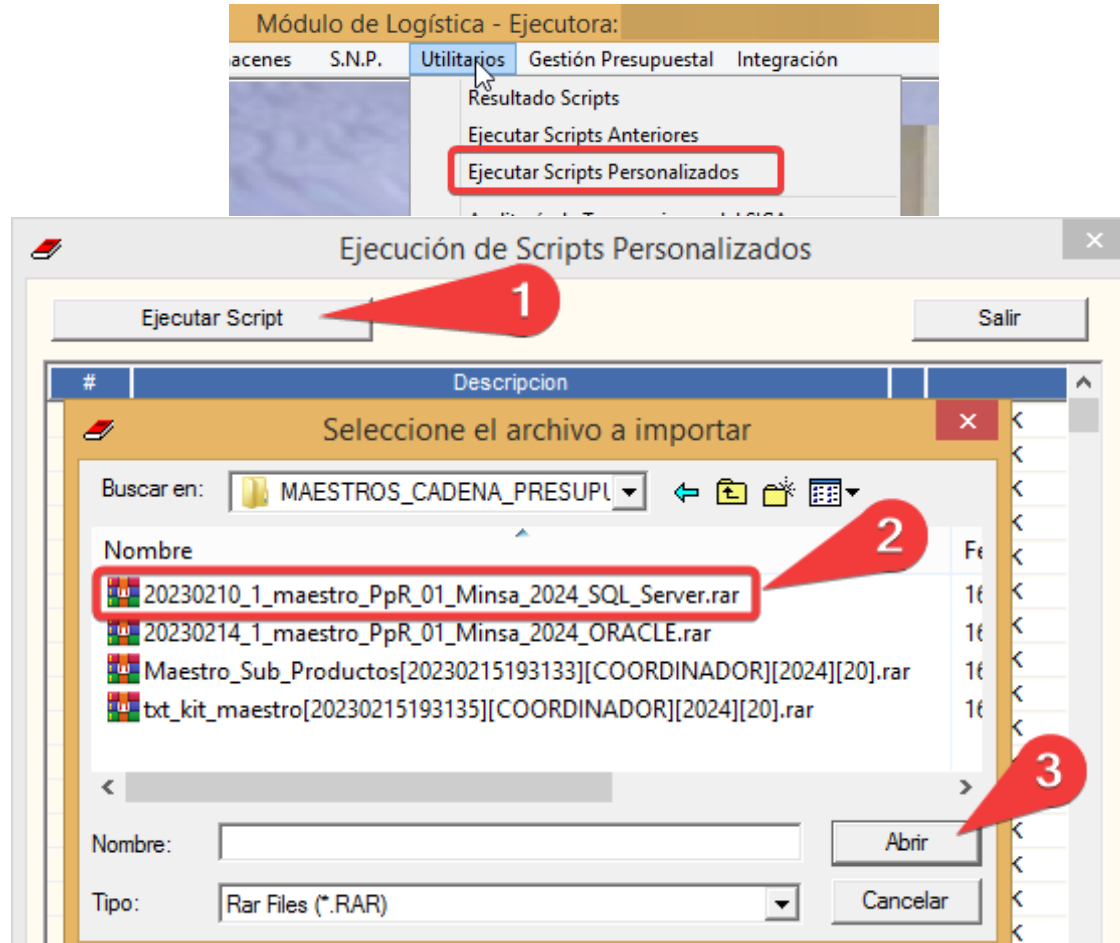 Módulo de Logística - Ejecutora:
acenes S.N.P. Utilitarios Gestión Presupuestal Integración
Resultado Scripts
Ejecutar Scripts Anteriores
Ejecutar Scripts Personalizados
Ejecución de Scripts Personalizados
1
Ejecutar Script Salir
# Descripcion
Seleccione el archivo a importar
Buscar en: MAESTROS_CADENA_PRESUPU
2
Nombre Fe
20230210_1_maestro_PpR_01_Minsa_2024_SQL_Server.rar 16
20230214_1_maestro_PpR_01_Minsa_2024_ORACLE.rar 16
Maestro_Sub_Productos[20230215193133][COORDINADOR][2024][20].rar 16
txt_kit_maestro[20230215193135][COORDINADOR][2024][20].rar 16
3
Nombre: Abrir
Tipo: Rar Files (*.RAR) Cancelar